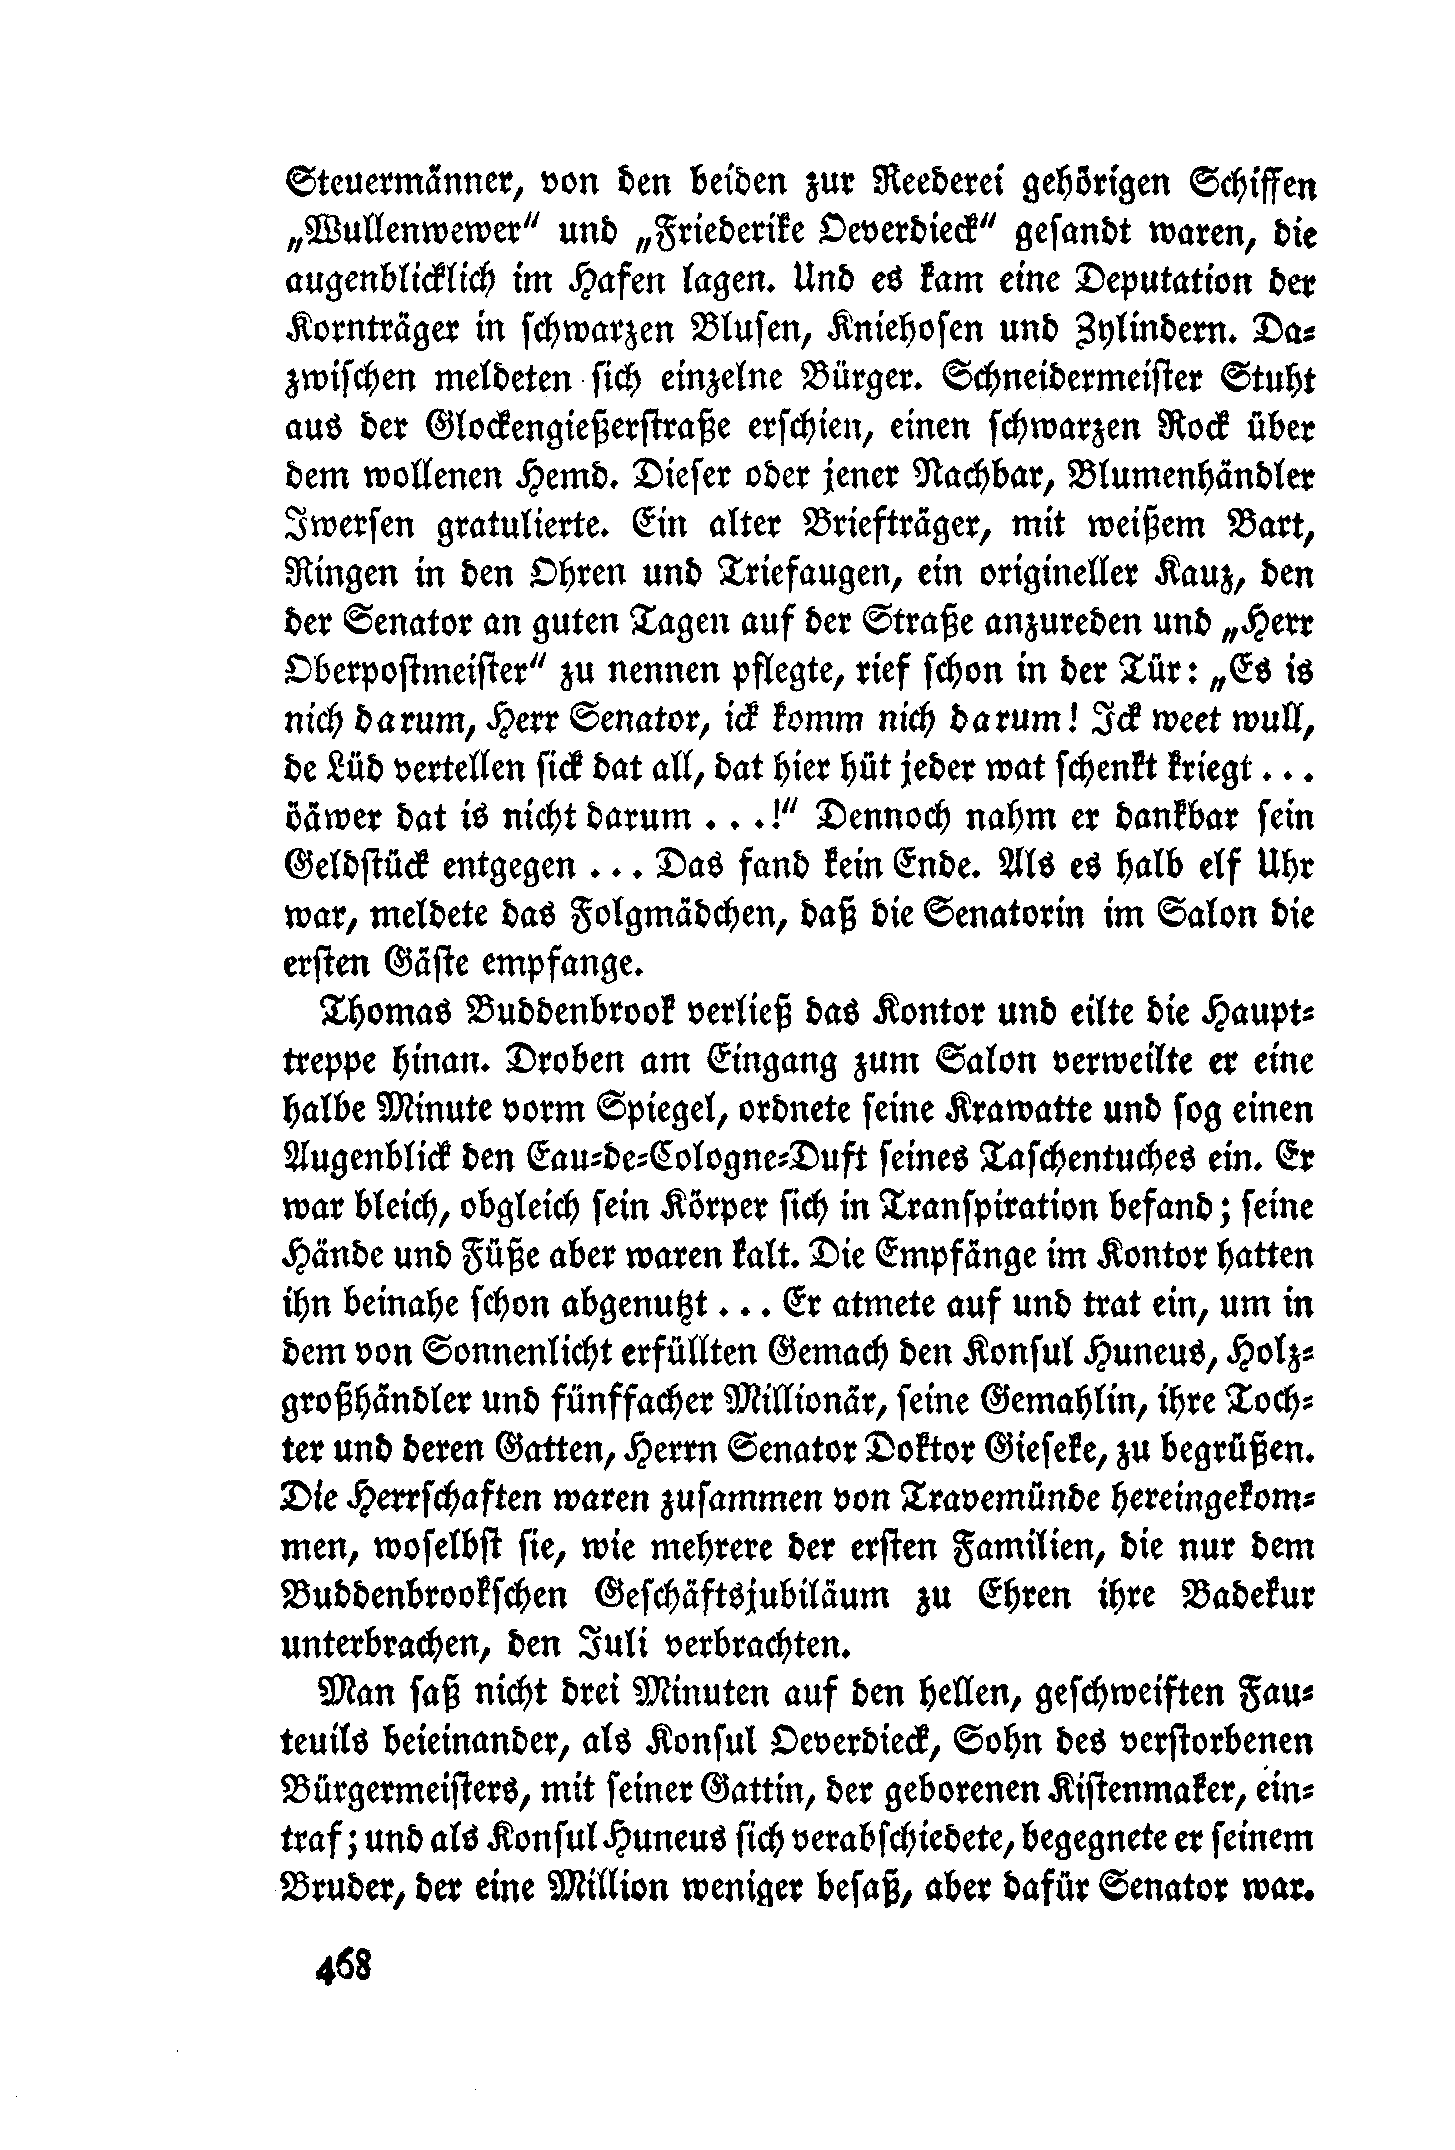 Steuermänner, von den beiden zur Reederei gehörigen Schiffen
„Wullenwewer“ und „Friederike Oeverdieck“ gesandt waren, die
augenblicklich im Hafen lagen. Und es kam eine Deputation der
Kornträger in schwarzen Blusen, Kniehosen und Zylindern. Da-
zwischen meldeten sich einzelne Bürger. Schneidermeister Stuht
aus der Glockengießerstraße erschien, einen schwarzen Rock über
dem wollenen Hemd. Dieser oder jener Nachbar, Blumenhändler
Iwersen gratulierte. Ein alter Briefträger, mit weißem Bart,
Ringen in den Ohren und Triefaugen, ein origineller Kauz, den
der Senator an guten Tagen auf der Straße anzureden und „Herr
Oberpostmeister“ zu nennen pflegte, rief schon in der Tür: „Es is
nich darum, Herr Senator, ick komm nich darum! Ick weet wull,
de Lüd vertellen sick dat all, dat hier hüt jeder wat schenkt kriegt ...
öäwer dat is nicht darum ...!“ Dennoch nahm er dankbar sein
Geldstück entgegen ... Das fand kein Ende. Als es halb elf Uhr
war, meldete das Folgmädchen, daß die Senatorin im Salon die
ersten Gäste empfange.
Thomas Buddenbrook verließ das Kontor und eilte die Haupt-
treppe hinan. Droben am Eingang zum Salon verweilte er eine
halbe Minute vorm Spiegel, ordnete seine Krawatte und sog einen
Augenblick den Eau-de-Cologne-Duft seines Taschentuches ein. Er
war bleich, obgleich sein Körper sich in Transpiration befand; seine
Hände und Füße aber waren kalt. Die Empfänge im Kontor hatten
ihn beinahe schon abgenutzt ... Er atmete auf und trat ein, um in
dem von Sonnenlicht erfüllten Gemach den Konsul Huneus, Holz-
großhändler und fünffacher Millionär, seine Gemahlin, ihre Toch-
ter und deren Gatten, Herrn Senator Doktor Gieseke, zu begrüßen.
Die Herrschaften waren zusammen von Travemünde hereingekom-
men, woselbst sie, wie mehrere der ersten Familien, die nur dem
Buddenbrookschen Geschäftsjubiläum zu Ehren ihre Badekur
unterbrachen, den Juli verbrachten.
Man saß nicht drei Minuten auf den hellen, geschweiften Fau-
teuils beieinander, als Konsul Oeverdieck, Sohn des verstorbenen
Bürgermeisters, mit seiner Gattin, der geborenen Kistenmaker, ein-
traf; und als Konsul Huneus sich verabschiedete, begegnete er seinem
Bruder, der eine Million weniger besaß, aber dafür Senator war.
468